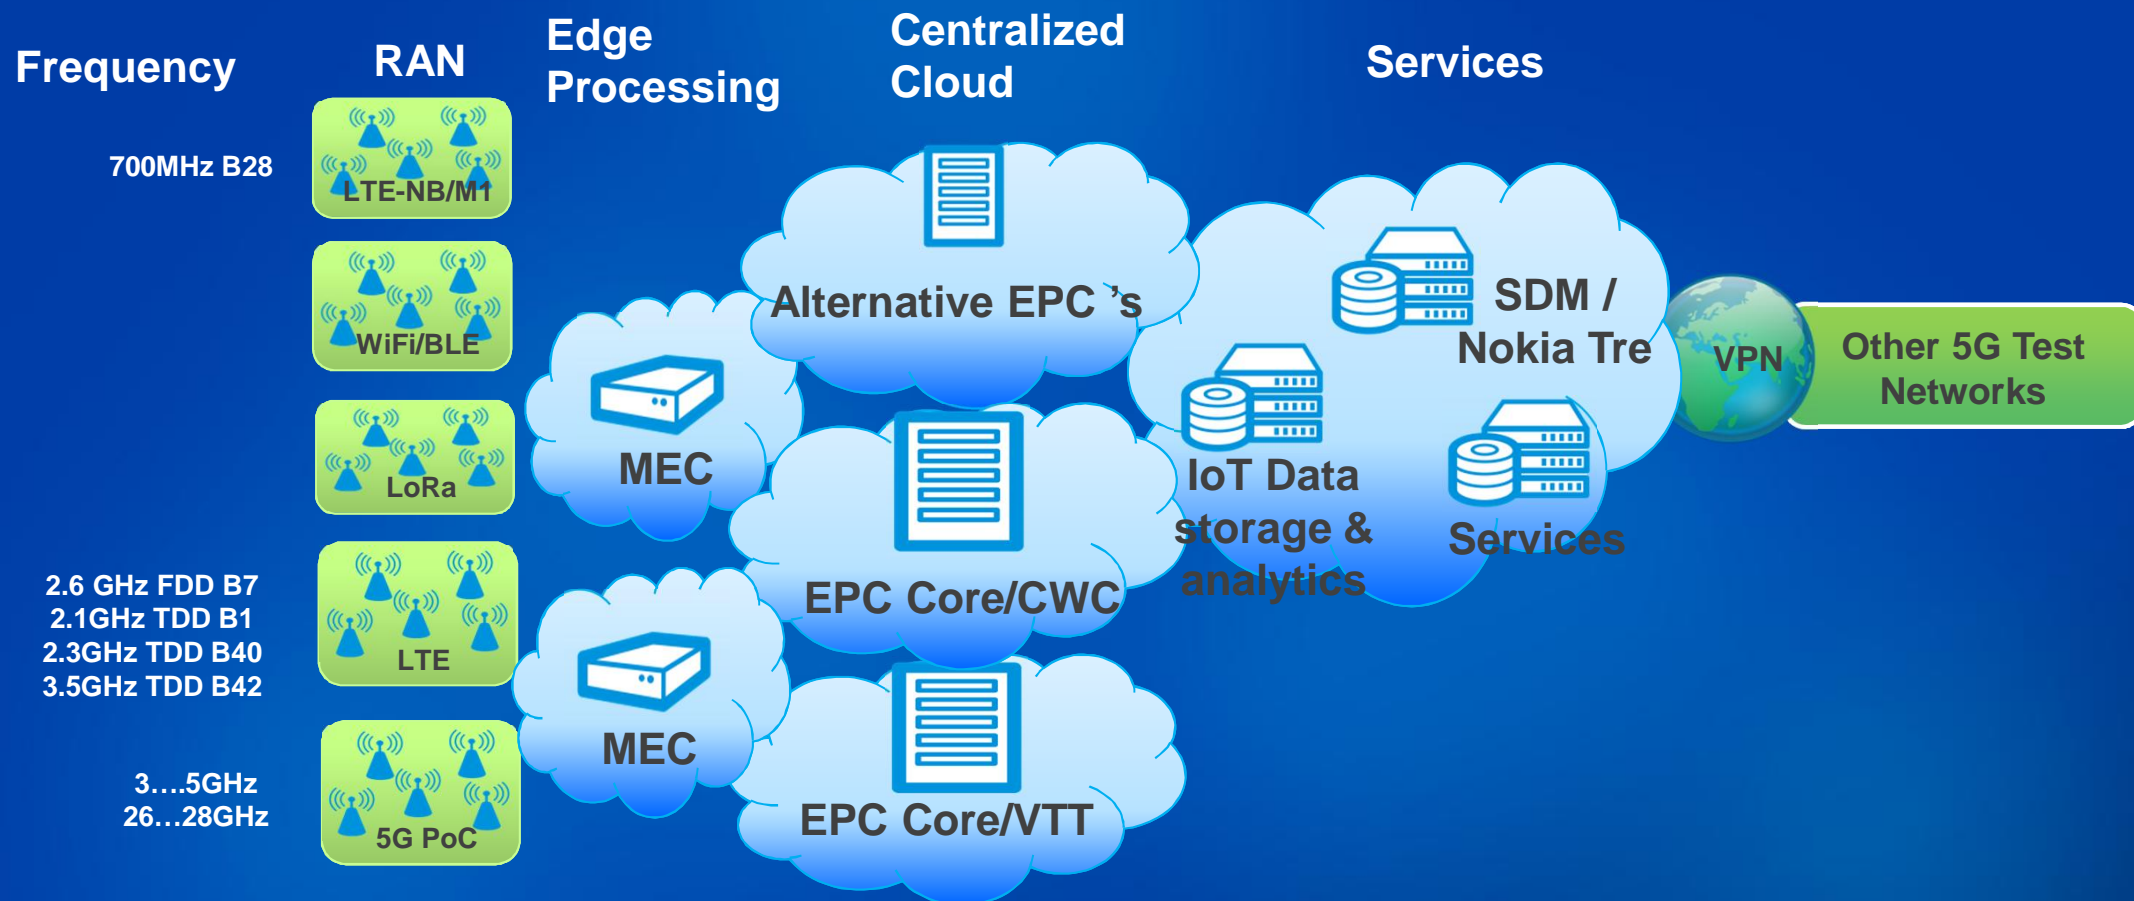 Frequency
RAN
Edge
Processing
Centralized
Cloud
Services
700MHz B28
LTE-NB/M1
WiFi/BLE
LoRa
2.6 GHz FDD B7
2.1GHz TDD B1
2.3GHz TDD B40
3.5GHz TDD B42
LTE
3….5GHz
26…28GHz
5G PoC
MEC
MEC
Alternative EPC ’s
EPC Core/CWC
EPC Core/VTT
SDM /
Nokia Tre
IoT Data
storage &
analytics
Services
VPN
Other 5G Test
Networks